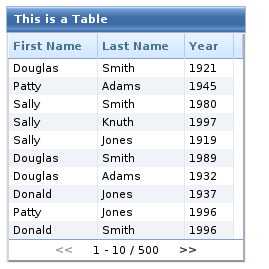 This is a Table
First Name Last Name Year
Douglas Smith 1921
Patty Adams 1945
Sally Smith 1980
Sally Knuth 1997
Sally Jones 1919
Douglas Smith 1989
Douglas Adams 1932
Donald Jones 1937
Patty Jones 1996
Donald Smith 1996
<< 1 - 10 / 500 >>